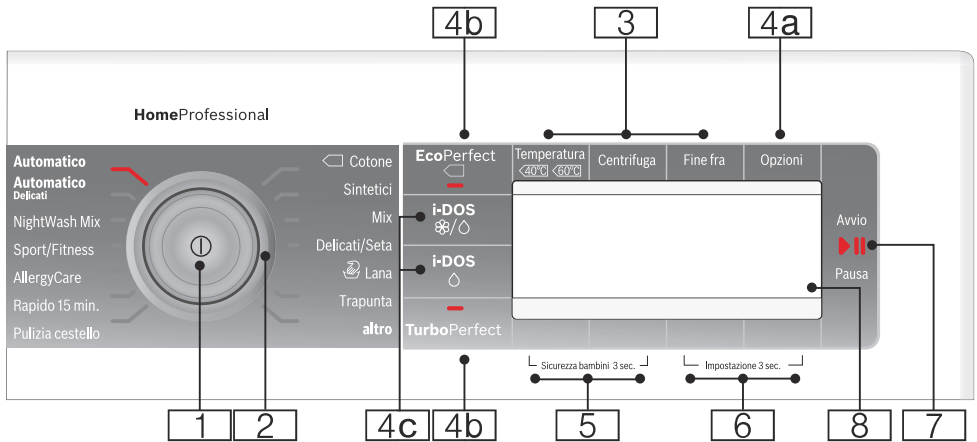 4b
3
4a
HomeProfessional
Automatico
Automatico
Delicati
NightWash Mix
Sport/Fitness
AllergyCare
Rapido 15 min.
Pulizia cestello
Cotone
Sintetici
Mix
Delicati/Seta
Lana
Trapunta
altro
EcoPerfect
i-DOS
/
i-DOS
TurboPerfect
Temperatura
<40°C <60°C
Centrifuga
Fine fra
Opzioni
Avvio
Pausa
Sicurezza bambini 3 sec.
Impostazione 3 sec.
1
2
4c
4b
5
6
8
7